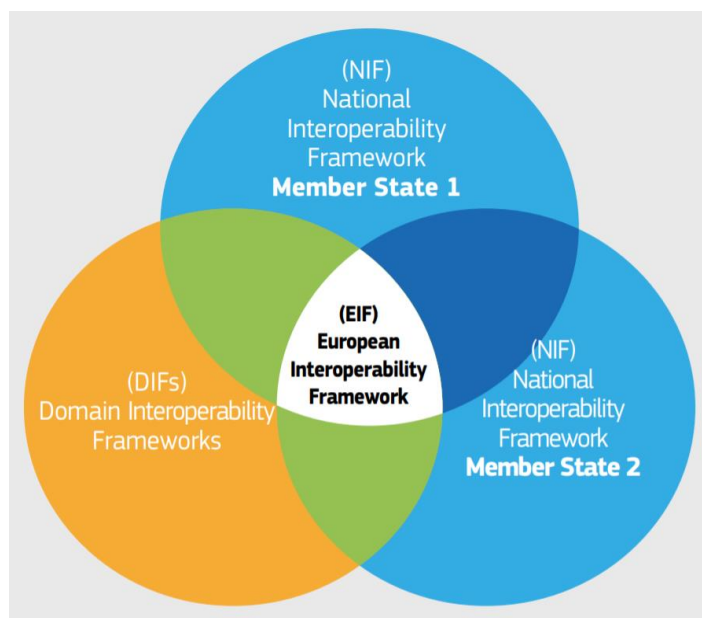 (NIF)
National
Interoperability
Framework
Member State 1
(EIF)
European
Interoperability
Framework
(DIFs)
Domain Interoperability
Frameworks
(NIF)
National
Interoperability
Framework
Member State 2